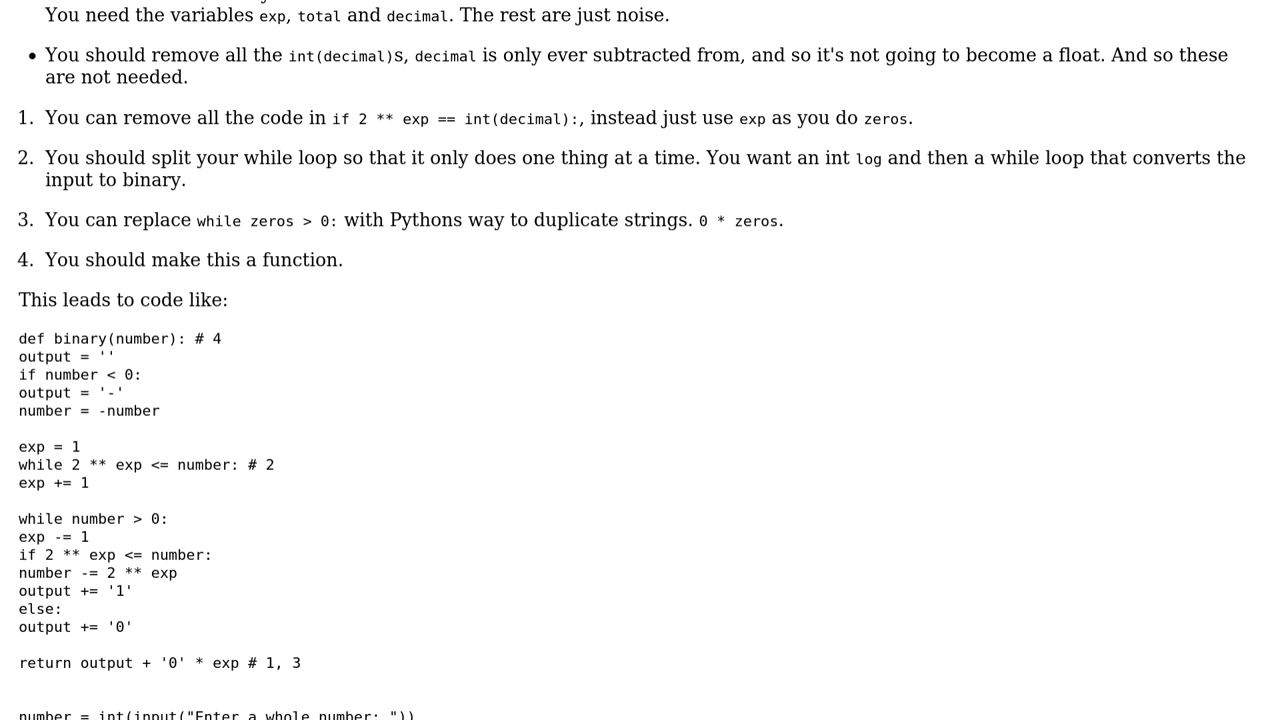 You need the variables exp, total and decimal. The rest are just noise.
• You should remove all the int(decimal)S, decimal is only ever subtracted from, and so it's not going to become a float. And so these
are not needed.
1. You can remove all the code in if 2 ** exp == int(decimal):, instead just use exp as you do zeros.
2. You should split your while loop so that it only does one thing at a time. You want an int log and then a while loop that converts the
input to binary.
3. You can replace while zeros > 0: with Pythons way to duplicate strings. 0 * zeros.
4. You should make this a function.
This leads to code like:
def binary(number): # 4
output = ''
if number < 0:
output = '-'
number = -number

exp = 1
while 2 ** exp <= number: # 2
exp += 1

while number > 0:
exp -= 1
if 2 ** exp <= number:
number -= 2 ** exp
output += '1'
else:
output += '0'

return output + '0' * exp # 1, 3

number = int(input("Enter a whole number: "))